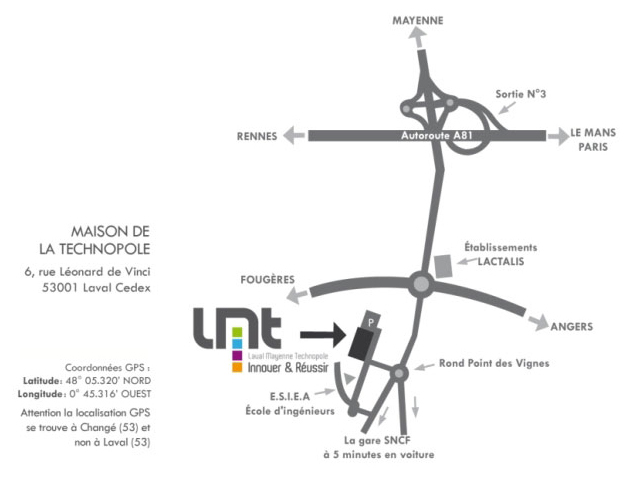 MAYENNE
Sortie N°3
RENNES
Autoroute A81
LE MANS
PARIS
MAISON DE
LA TECHNOPOLE
6, rue Léonard de Vinci
53001 Laval Cedex
Établissements
LACTALIS
FOUGÈRES
ANGERS
P
lmt
Laval Mayenne Technopole
Innover & Réussir
Rond Point des Vignes
Coordonnées GPS :
Latitude: 48° 05.320' NORD
Longitude: 0° 45.316' OUEST
Attention la localisation GPS
se trouve à Changé (53) et
non à Laval (53)
E.S.I.E.A
École d'ingénieurs
La gare SNCF
à 5 minutes en voiture